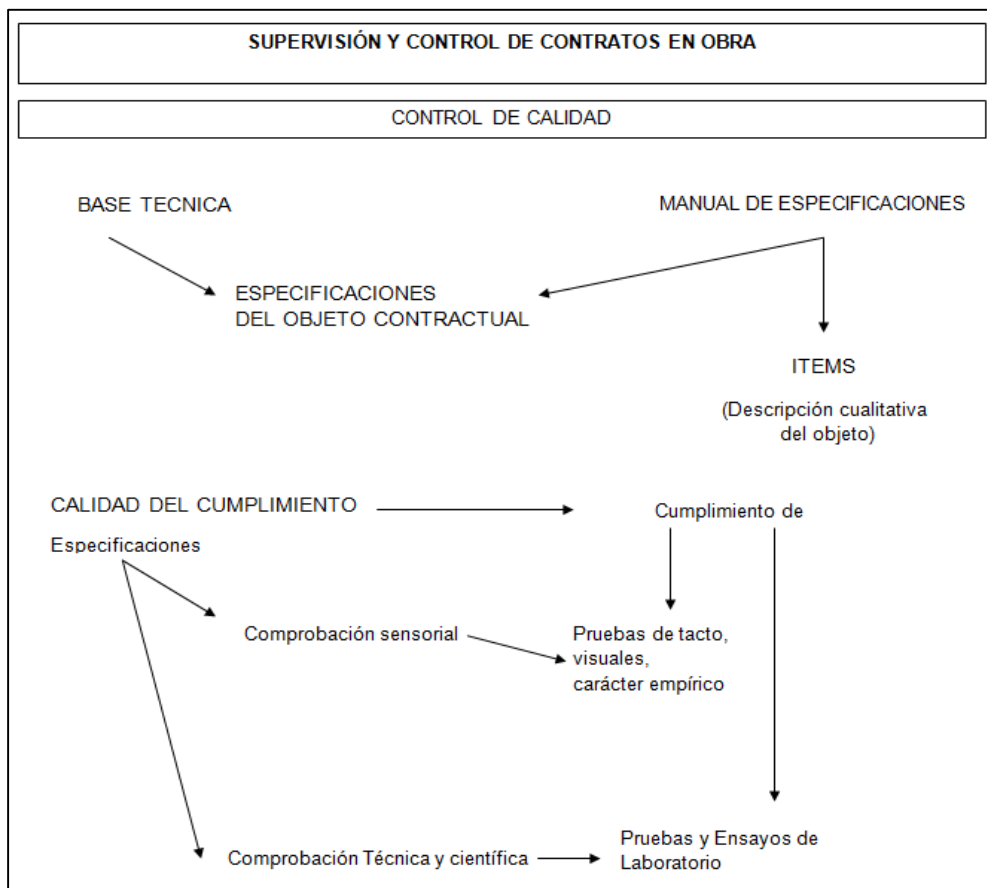 SUPERVISIÓN Y CONTROL DE CONTRATOS EN OBRA
CONTROL DE CALIDAD
BASE TECNICA
MANUAL DE ESPECIFICACIONES
ESPECIFICACIONES
DEL OBJETO CONTRACTUAL
ITEMS
(Descripción cualitativa
del objeto)
CALIDAD DEL CUMPLIMIENTO
Cumplimiento de
Especificaciones
Comprobación sensorial
Pruebas de tacto,
visuales,
carácter empírico
Comprobación Técnica y científica
Pruebas y Ensayos de
Laboratorio